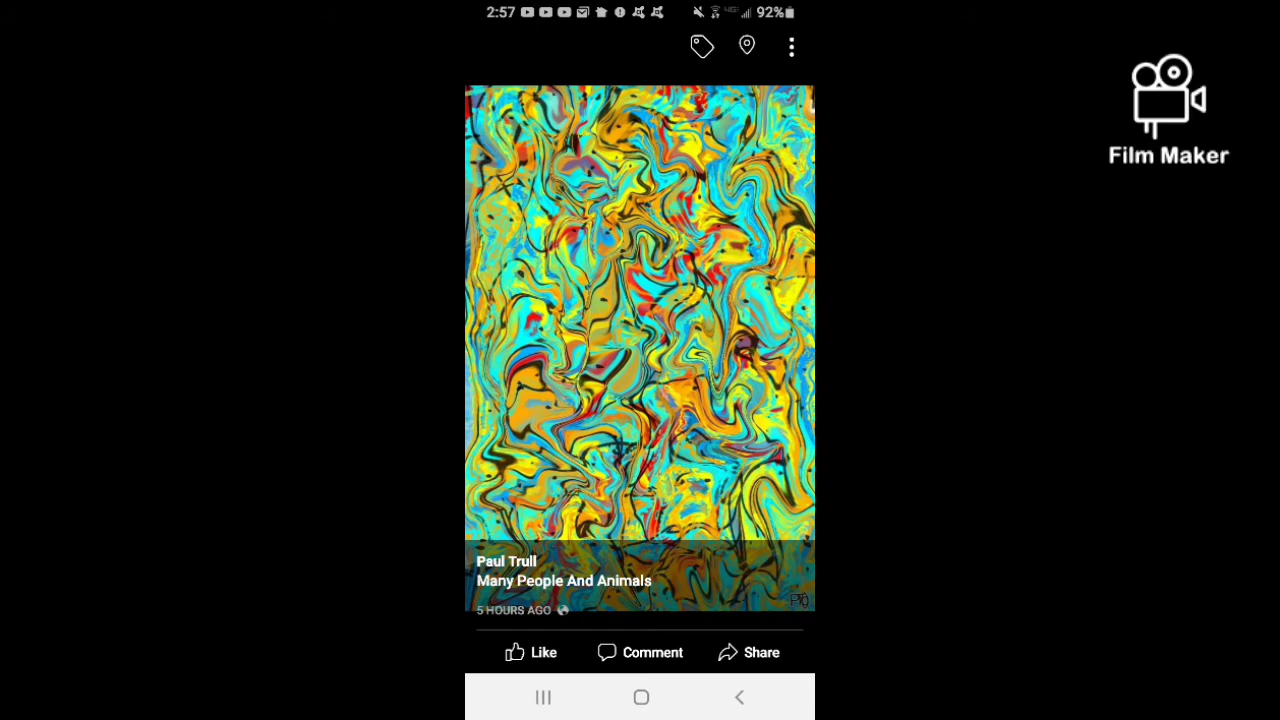 2:57
92%
Film Maker
Paul Trull
Many People And Animals
5 HOURS AGO
Like
Comment
Share